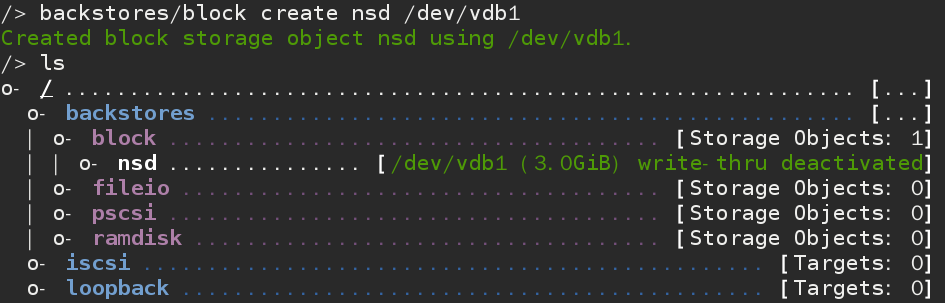 /> backstores/block create nsd /dev/vdb1
Created block storage object nsd using /dev/vdb1.
/> ls
o- / ............................................................. [...]
  o- backstores .................................................. [...]
  | o- block ...................................... [Storage Objects: 1]
  | | o- nsd ............... [/dev/vdb1 (3.0GiB) write-thru deactivated]
  | o- fileio ..................................... [Storage Objects: 0]
  | o- pscsi ...................................... [Storage Objects: 0]
  | o- ramdisk .................................... [Storage Objects: 0]
  o- iscsi ................................................ [Targets: 0]
  o- loopback ............................................. [Targets: 0]